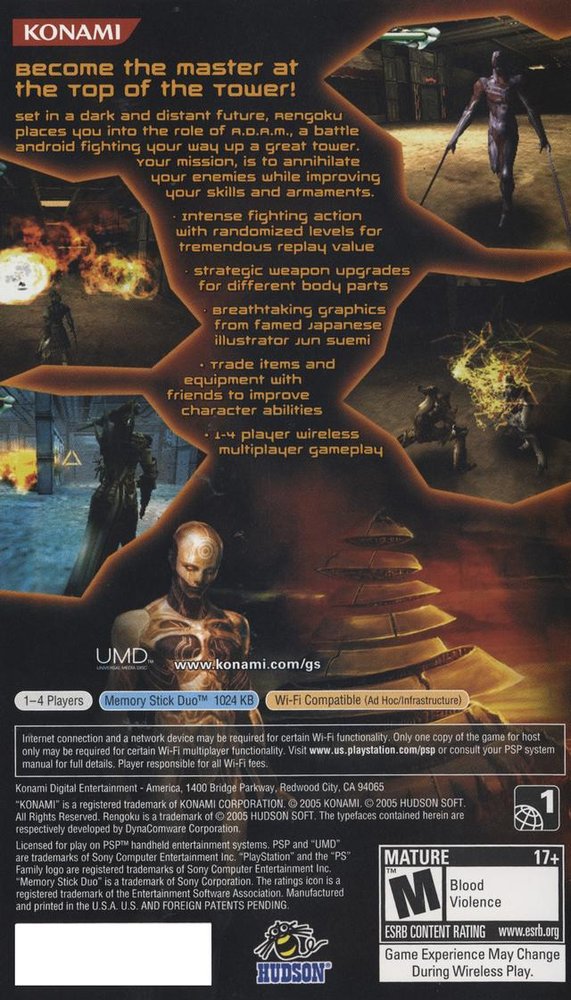 KONAMI
Become the master at
the top of the tower!
set in a dark and distant future, Rengoku
places you into the role of A.D.A.M., a battle
android fighting your way up a great tower.
Your mission, is to annihilate
your enemies while improving
your skills and armaments.
· Intense fighting action
with randomized levels for
tremendous replay value
· strategic weapon upgrades
for different body parts
· Breathtaking graphics
from famed Japanese
illustrator Jun suemi
· Trade items and
equipment with
friends to improve
character abilities
· 1-4 player wireless
multiplayer gameplay
UMD™
UNIVERSAL MEDIA DISC
www.konami.com/gs
1–4 Players
Memory Stick Duo™ 1024 KB
Wi-Fi Compatible (Ad Hoc/Infrastructure)
Internet connection and a network device may be required for certain Wi-Fi functionality. Only one copy of the game for host
only may be required for certain Wi-Fi multiplayer functionality. Visit www.us.playstation.com/psp or consult your PSP system
manual for full details. Player responsible for all Wi-Fi fees.
Konami Digital Entertainment - America, 1400 Bridge Parkway, Redwood City, CA 94065
"KONAMI" is a registered trademark of KONAMI CORPORATION. © 2005 KONAMI. © 2005 HUDSON SOFT.
All Rights Reserved. Rengoku is a trademark of © 2005 HUDSON SOFT. The typefaces contained herein are
respectively developed by DynaComware Corporation.
1
Licensed for play on PSP™ handheld entertainment systems. PSP and "UMD"
are trademarks of Sony Computer Entertainment Inc. "PlayStation" and the "PS"
Family logo are registered trademarks of Sony Computer Entertainment Inc.
"Memory Stick Duo" is a trademark of Sony Corporation. The ratings icon is a
registered trademark of the Entertainment Software Association. Manufactured
and printed in the U.S.A. U.S. AND FOREIGN PATENTS PENDING.
MATURE 17+
M™
Blood
Violence
ESRB CONTENT RATING www.esrb.org
Game Experience May Change
During Wireless Play.
HUDSON®